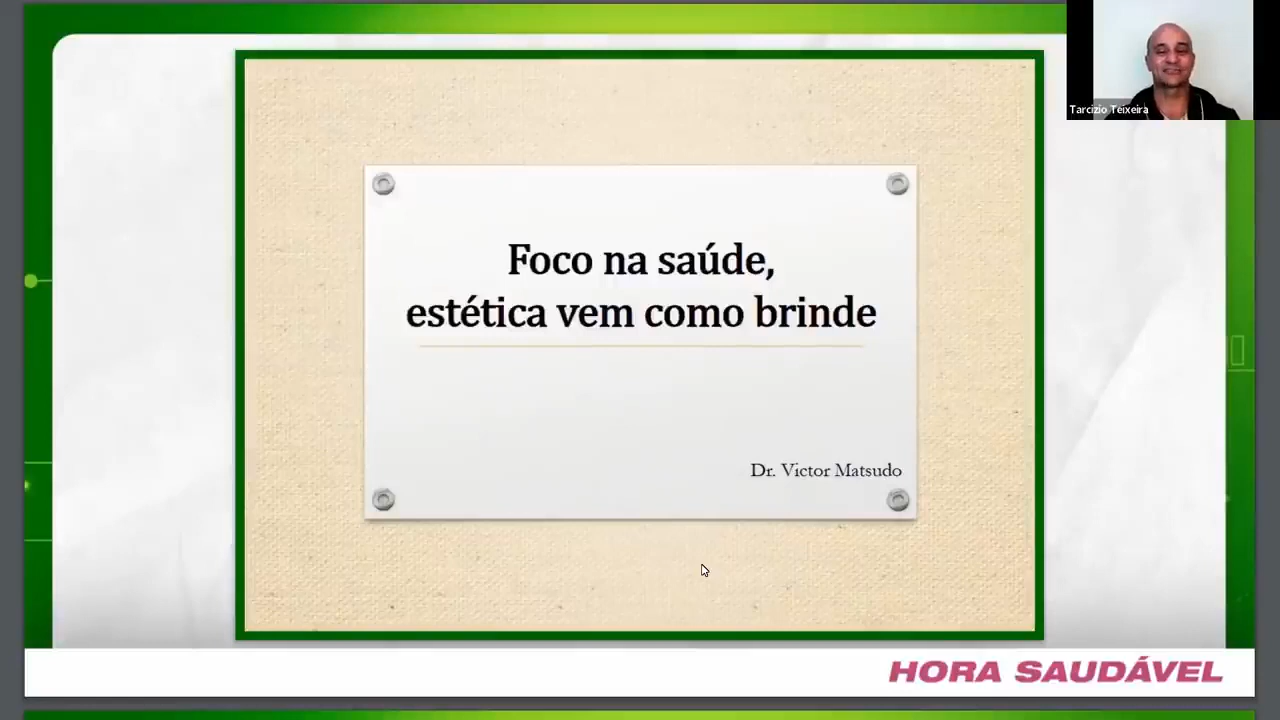 Tarcizio Teixeira
Foco na saúde,
estética vem como brinde
Dr. Victor Matsudo
HORA SAUDÁVEL